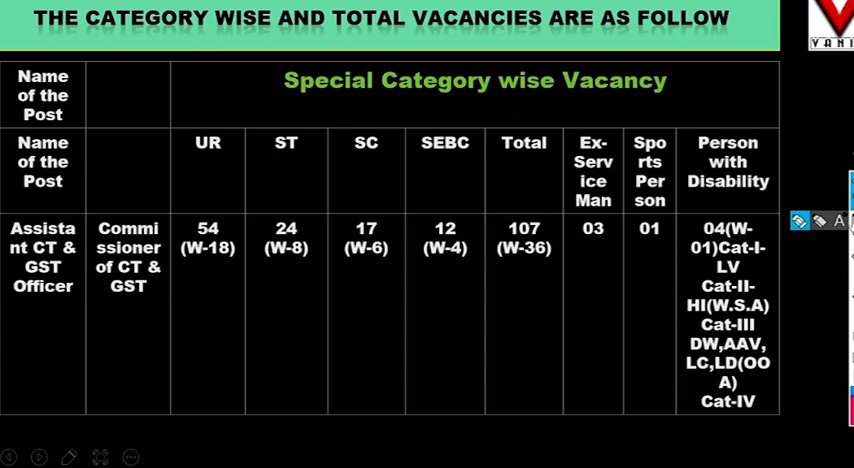 THE CATEGORY WISE AND TOTAL VACANCIES ARE AS FOLLOW
VANI
Name
of the
Post
Special Category wise Vacancy
Name
of the
Post
UR
ST
SC
SEBC
Total
Ex-
Serv
ice
Man
Spo
rts
Per
son
Person
with
Disability
Assista
nt CT &
GST
Officer
Commi
ssioner
of CT &
GST
54
(W-18)
24
(W-8)
17
(W-6)
12
(W-4)
107
(W-36)
03
01
04(W-
01)Cat-I-
LV
Cat-II-
HI(W.S.A)
Cat-III
DW,AAV,
LC,LD(OO
A)
Cat-IV
A